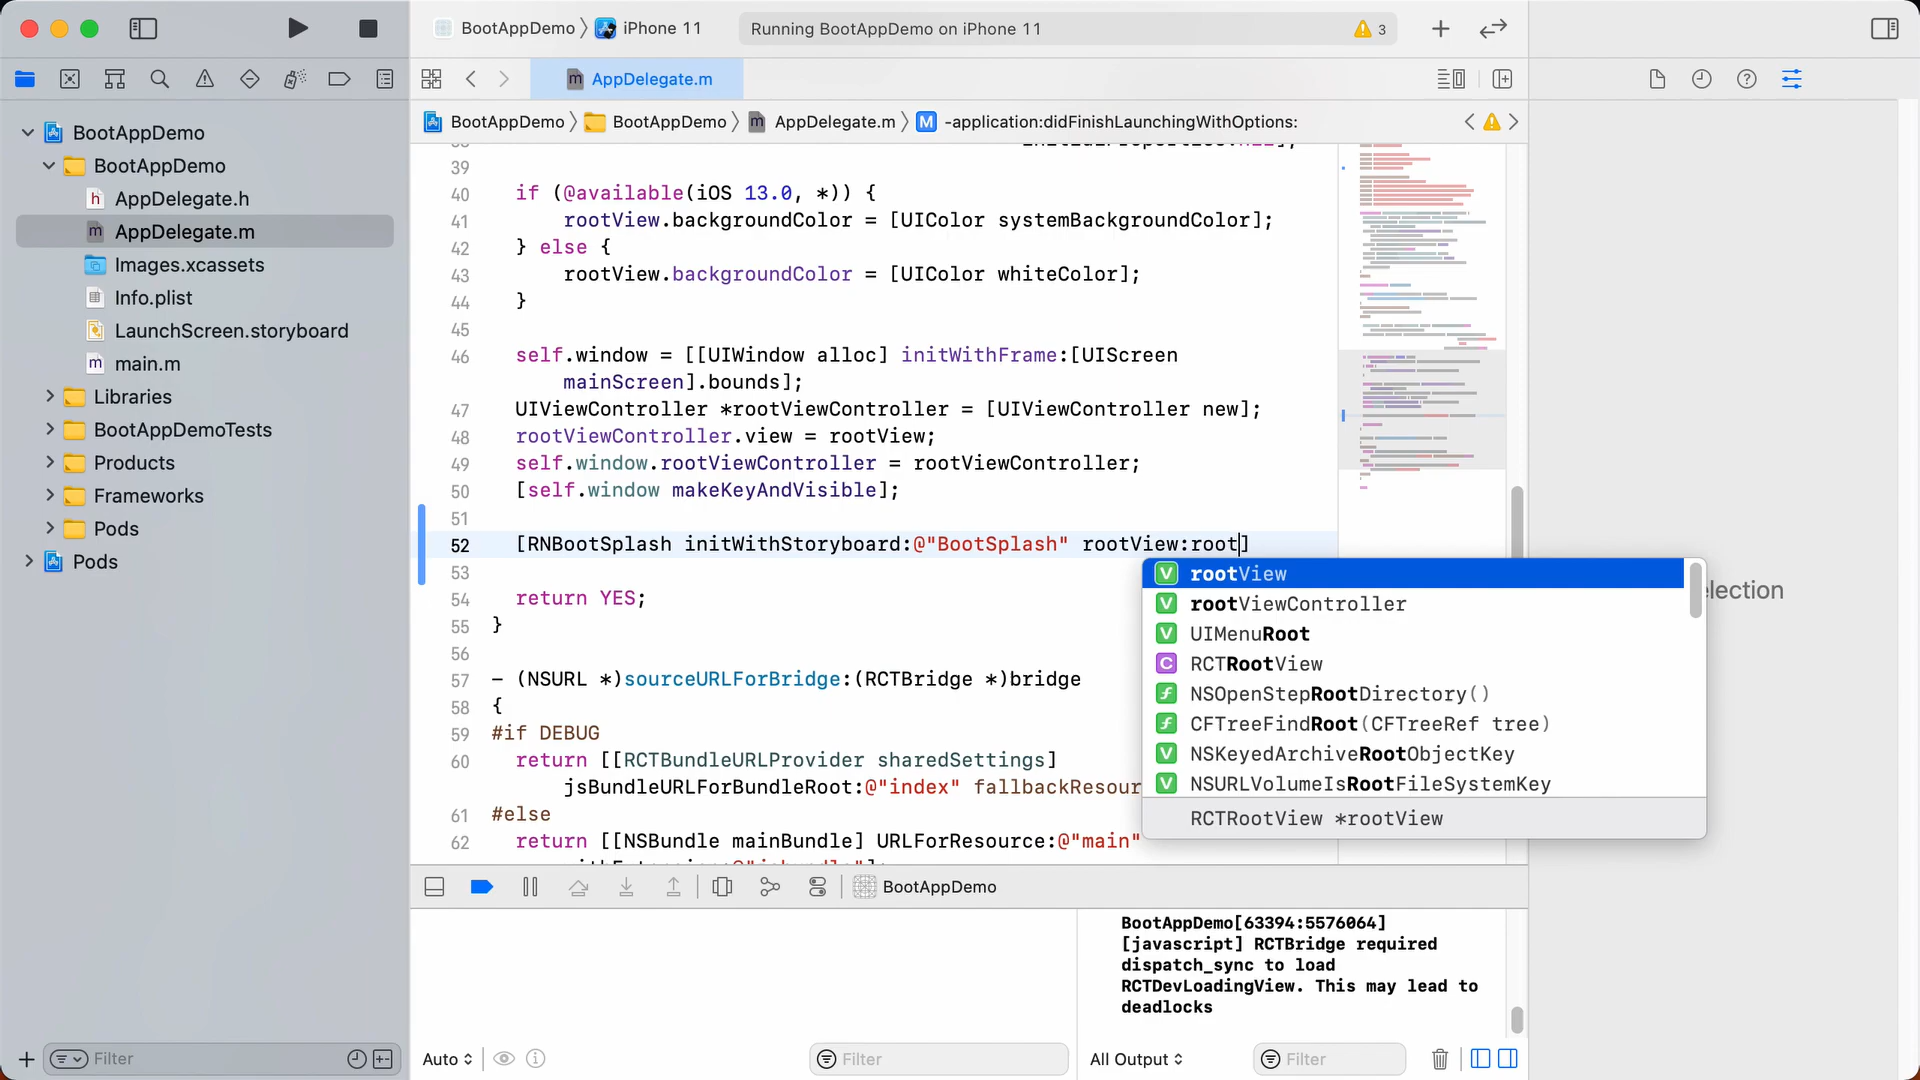 BootAppDemo
iPhone 11
Running BootAppDemo on iPhone 11
3
AppDelegate.m
BootAppDemo
BootAppDemo
AppDelegate.m
M
-application:didFinishLaunchingWithOptions:
BootAppDemo
BootAppDemo
h AppDelegate.h
m AppDelegate.m
Images.xcassets
Info.plist
LaunchScreen.storyboard
m main.m
Libraries
BootAppDemoTests
Products
Frameworks
Pods
Pods
39
40 if (@available(iOS 13.0, *)) {
41 rootView.backgroundColor = [UIColor systemBackgroundColor];
42 } else {
43 rootView.backgroundColor = [UIColor whiteColor];
44 }
45
46 self.window = [[UIWindow alloc] initWithFrame:[UIScreen
mainScreen].bounds];
47 UIViewController *rootViewController = [UIViewController new];
48 rootViewController.view = rootView;
49 self.window.rootViewController = rootViewController;
50 [self.window makeKeyAndVisible];
51
52 [RNBootSplash initWithStoryboard:@"BootSplash" rootView:root]
53
54 return YES;
55 }
56
57 - (NSURL *)sourceURLForBridge:(RCTBridge *)bridge
58 {
59 #if DEBUG
60 return [[RCTBundleURLProvider sharedSettings]
jsBundleURLForBundleRoot:@"index" fallbackResour
61 #else
62 return [[NSBundle mainBundle] URLForResource:@"main"
V rootView
V rootViewController
V UIMenuRoot
C RCTRootView
f NSOpenStepRootDirectory()
f CFTreeFindRoot(CFTreeRef tree)
V NSKeyedArchiveRootObjectKey
V NSURLVolumeIsRootFileSystemKey
RCTRootView *rootView
election
BootAppDemo
BootAppDemo[63394:5576064]
[javascript] RCTBridge required
dispatch_sync to load
RCTDevLoadingView. This may lead to
deadlocks
Filter
Auto
Filter
All Output
Filter